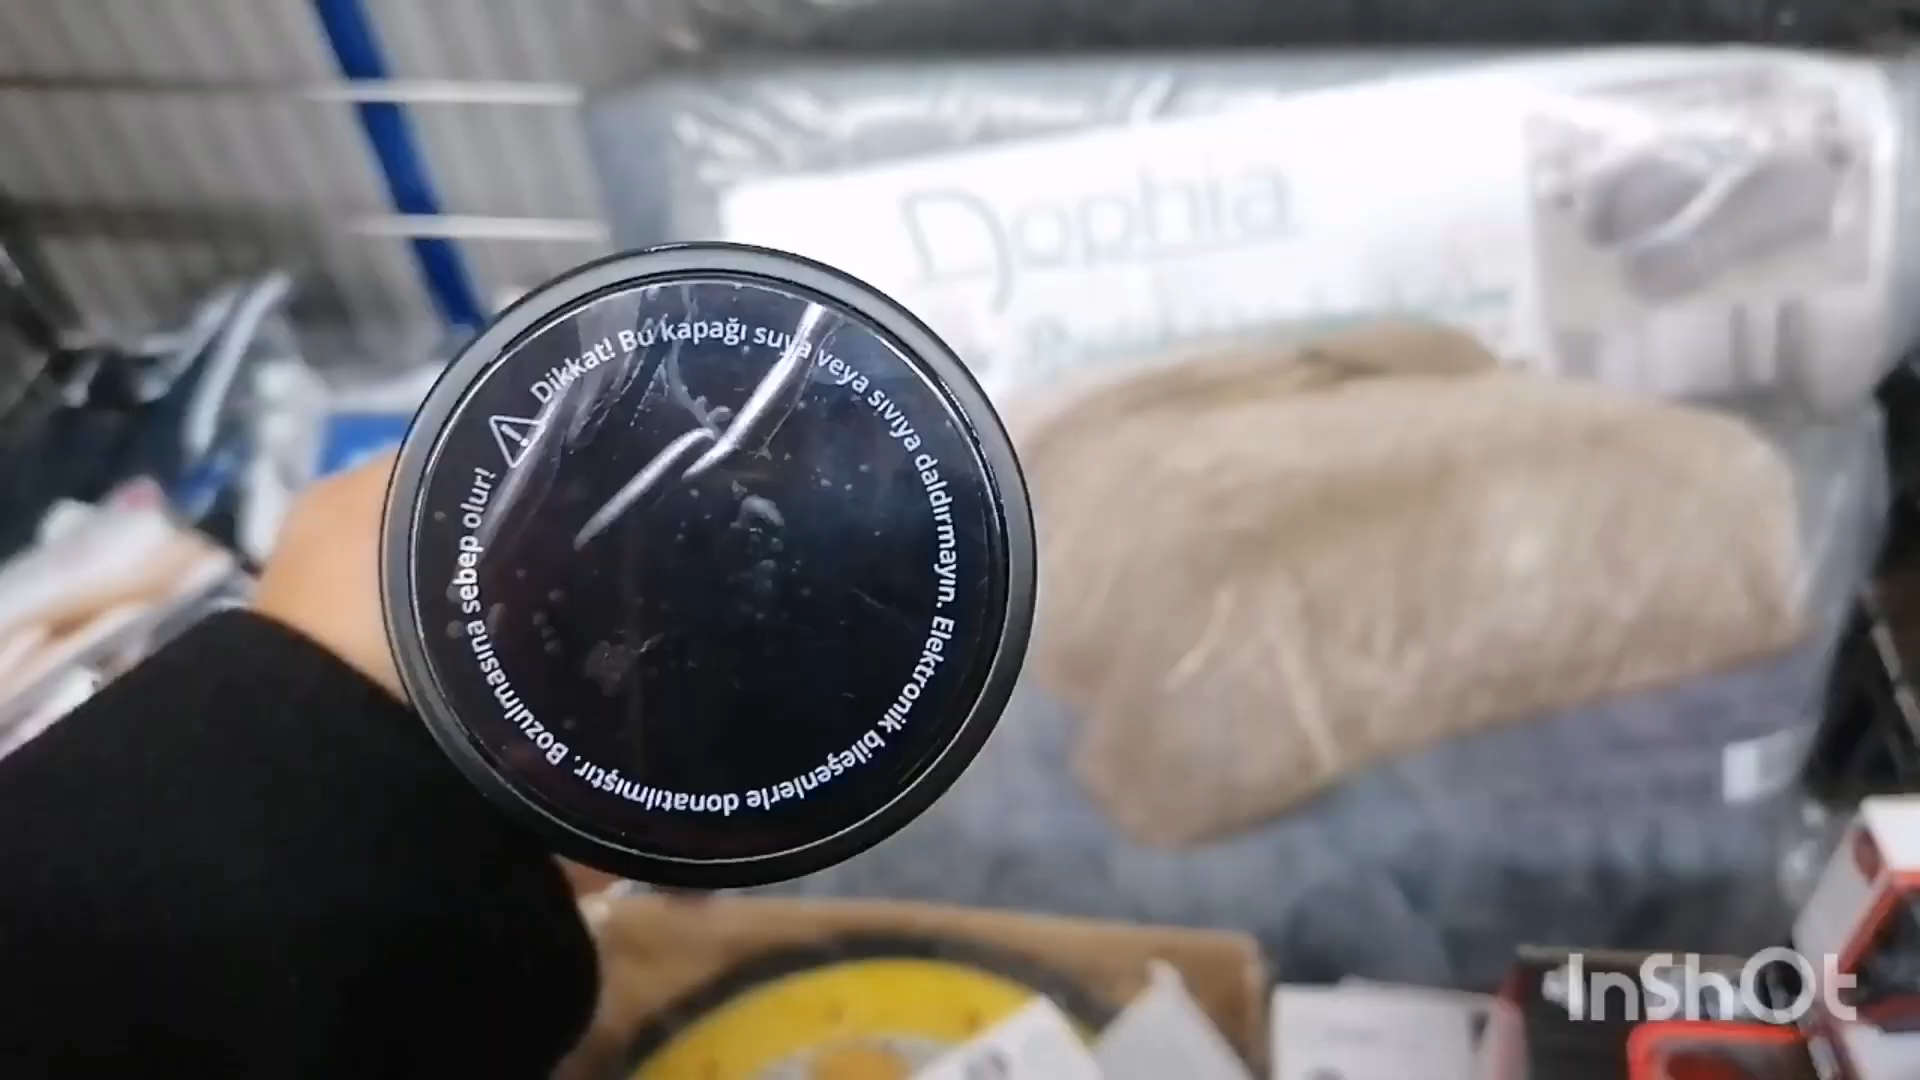 Dophia
Dikkat! Bu kapağı suya veya sıvıya daldırmayın. Elektronik bileşenlerle donatılmıştır. Bozulmasına sebep olur!
InShOt